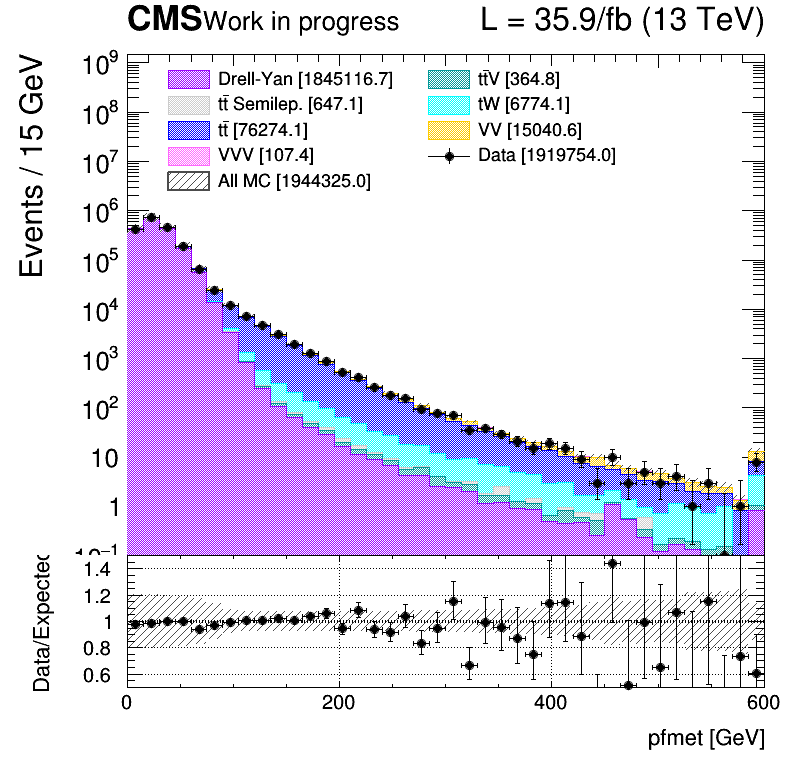 CMS Work in progress L = 35.9/fb (13 TeV)
Events / 15 GeV
10⁹
10⁸
10⁷
10⁶
10⁵
10⁴
10³
10²
10
1
10⁻¹
Drell-Yan [1845116.7]
tt̄ Semilep. [647.1]
tt̄ [76274.1]
VVV [107.4]
All MC [1944325.0]
tt̄V [364.8]
tW [6774.1]
VV [15040.6]
Data [1919754.0]
Data/Expected
1.4
1.2
1
0.8
0.6
0 200 400 600
pfmet [GeV]